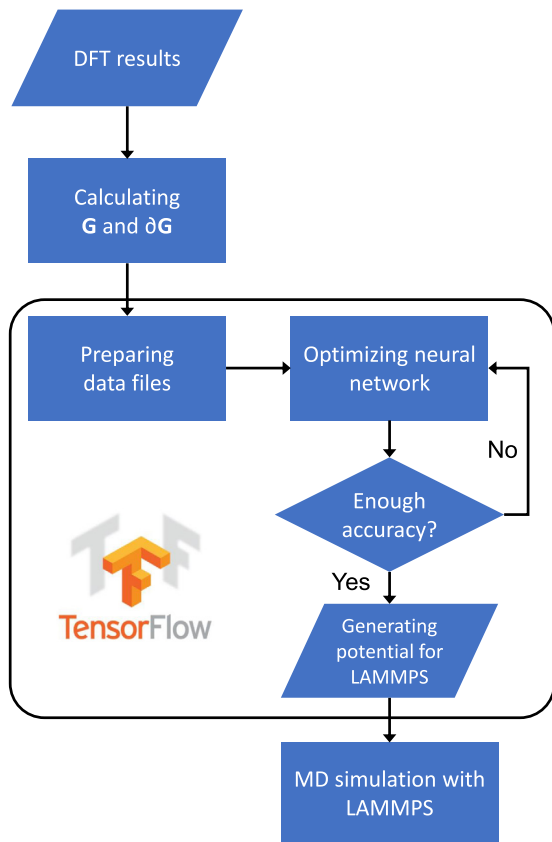 DFT results
Calculating
G and ∂G
Preparing
data files
Optimizing neural
network
No
Enough
accuracy?
Yes
TF
TensorFlow
Generating
potential for
LAMMPS
MD simulation with
LAMMPS